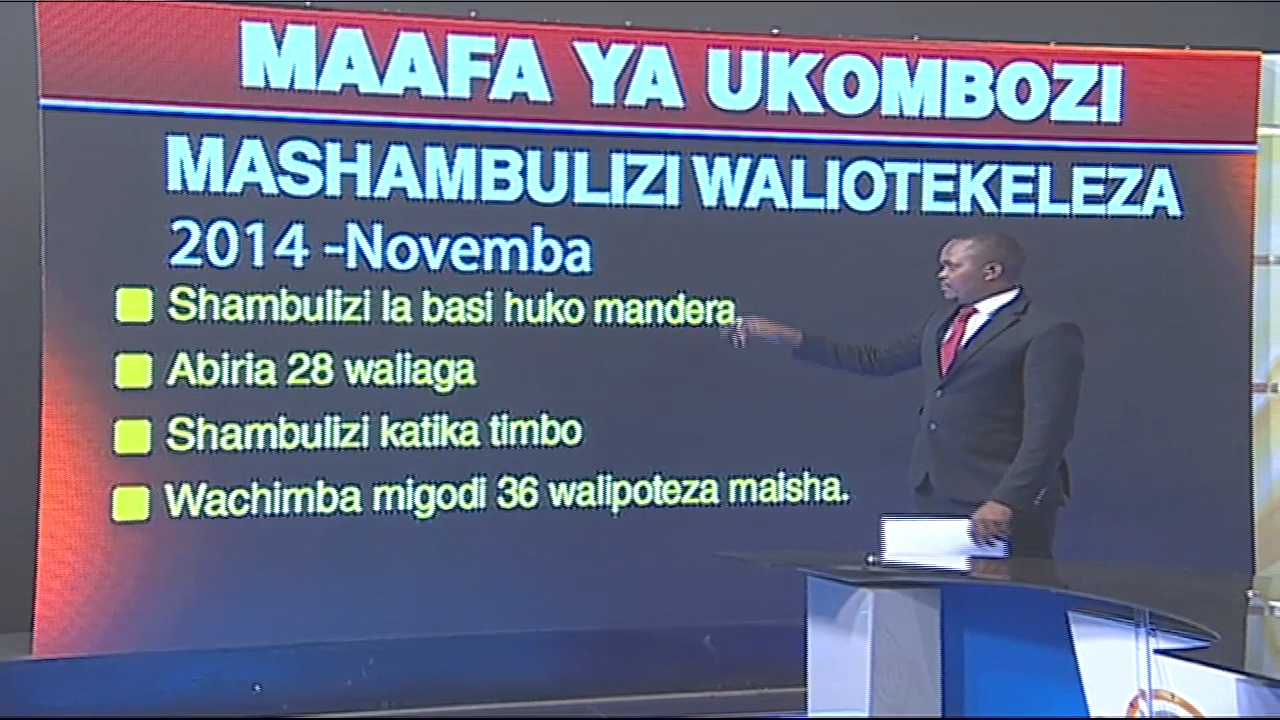 MAAFA YA UKOMBOZI
MASHAMBULIZI WALIOTEKELEZA
2014 -Novemba
Shambulizi la basi huko mandera.
Abiria 28 waliaga
Shambulizi katika timbo
Wachimba migodi 36 walipoteza maisha.